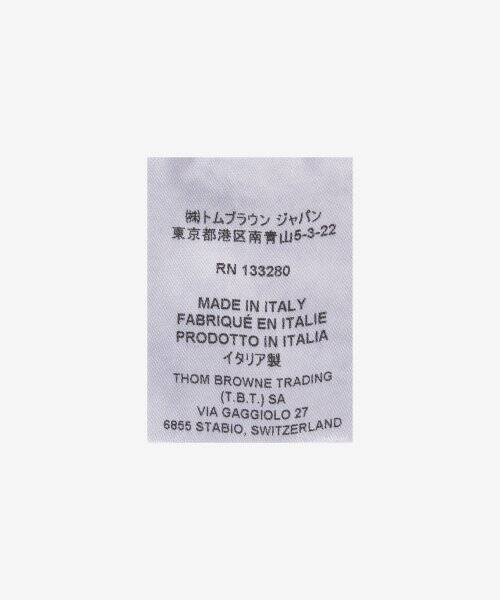 ㈱トムブラウン ジャパン
東京都港区南青山5-3-22
RN 133280
MADE IN ITALY
FABRIQUÉ EN ITALIE
PRODOTTO IN ITALIA
イタリア製
THOM BROWNE TRADING
(T.B.T.) SA
VIA GAGGIOLO 27
6855 STABIO, SWITZERLAND